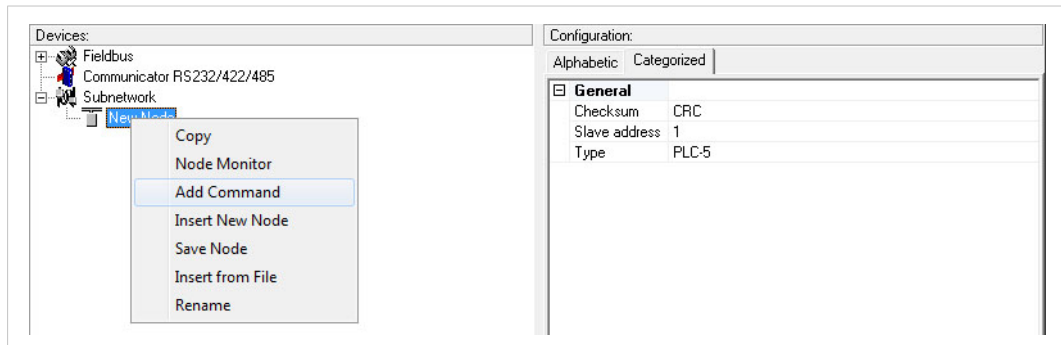 Devices:
Fieldbus
Communicator RS232/422/485
Subnetwork
New Node
Copy
Node Monitor
Add Command
Insert New Node
Save Node
Insert from File
Rename
Configuration:
Alphabetic Categorized
General
Checksum CRC
Slave address 1
Type PLC-5